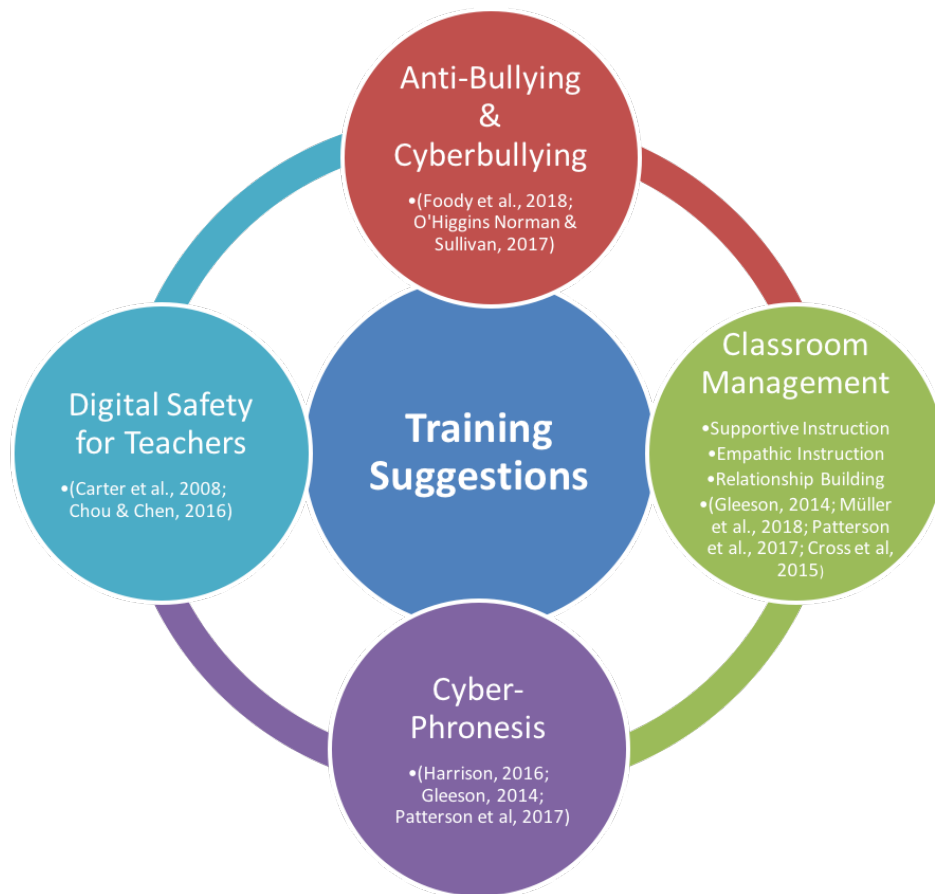 Anti-Bullying
&
Cyberbullying
•(Foody et al., 2018;
O'Higgins Norman &
Sullivan, 2017)
Classroom
Management
•Supportive Instruction
•Empathic Instruction
•Relationship Building
•(Gleeson, 2014; Müller
et al., 2018; Patterson
et al., 2017; Cross et al,
2015)
Cyber-
Phronesis
•(Harrison, 2016;
Gleeson, 2014;
Patterson et al, 2017)
Digital Safety
for Teachers
•(Carter et al., 2008;
Chou & Chen, 2016)
Training
Suggestions